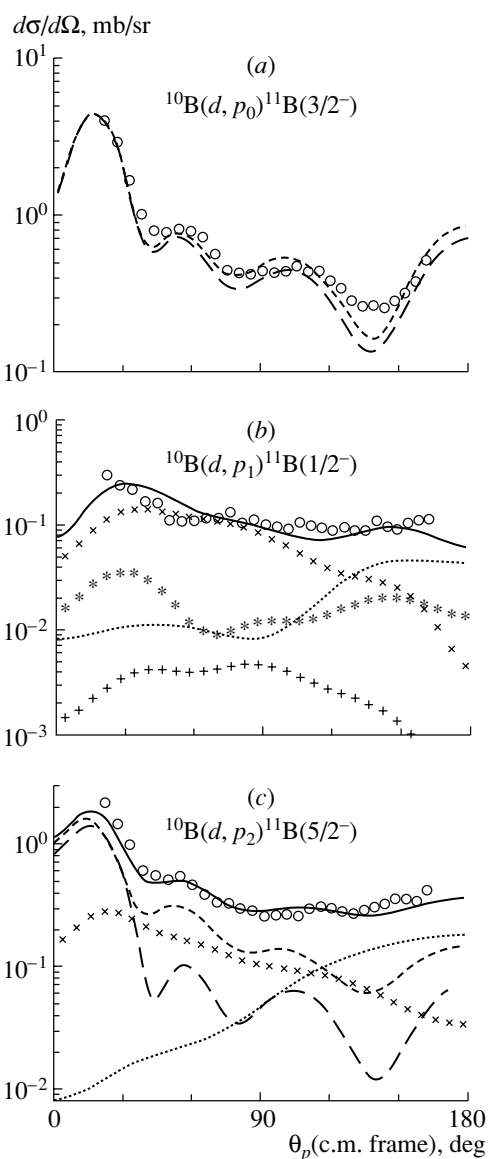 dσ/dΩ, mb/sr
10¹
(a)
¹⁰B(d, p₀)¹¹B(3/2⁻)
10⁰
10⁻¹
10⁰
(b)
¹⁰B(d, p₁)¹¹B(1/2⁻)
10⁻¹
10⁻²
10⁻³
(c)
¹⁰B(d, p₂)¹¹B(5/2⁻)
10⁰
10⁻¹
10⁻²
0 90 180
θₚ(c.m. frame), deg